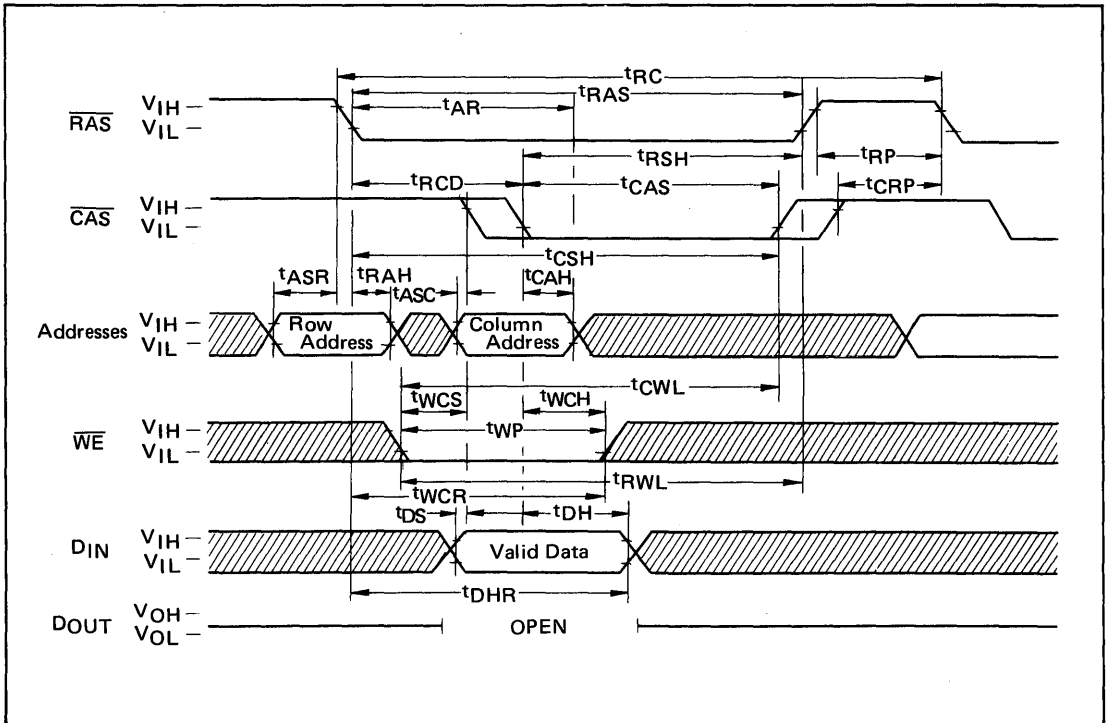 tRC
tRAS
tAR
RAS
VIH
VIL
tRSH
tRP
tRCD
tCAS
tCRP
CAS
VIH
VIL
tCSH
tASR
tRAH
tASC
tCAH
Addresses
VIH
VIL
Row
Address
Column
Address
tCWL
tWCS
tWCH
WE
VIH
VIL
tWP
tRWL
tWCR
tDS
tDH
DIN
VIH
VIL
Valid Data
tDHR
DOUT
VOH
VOL
OPEN